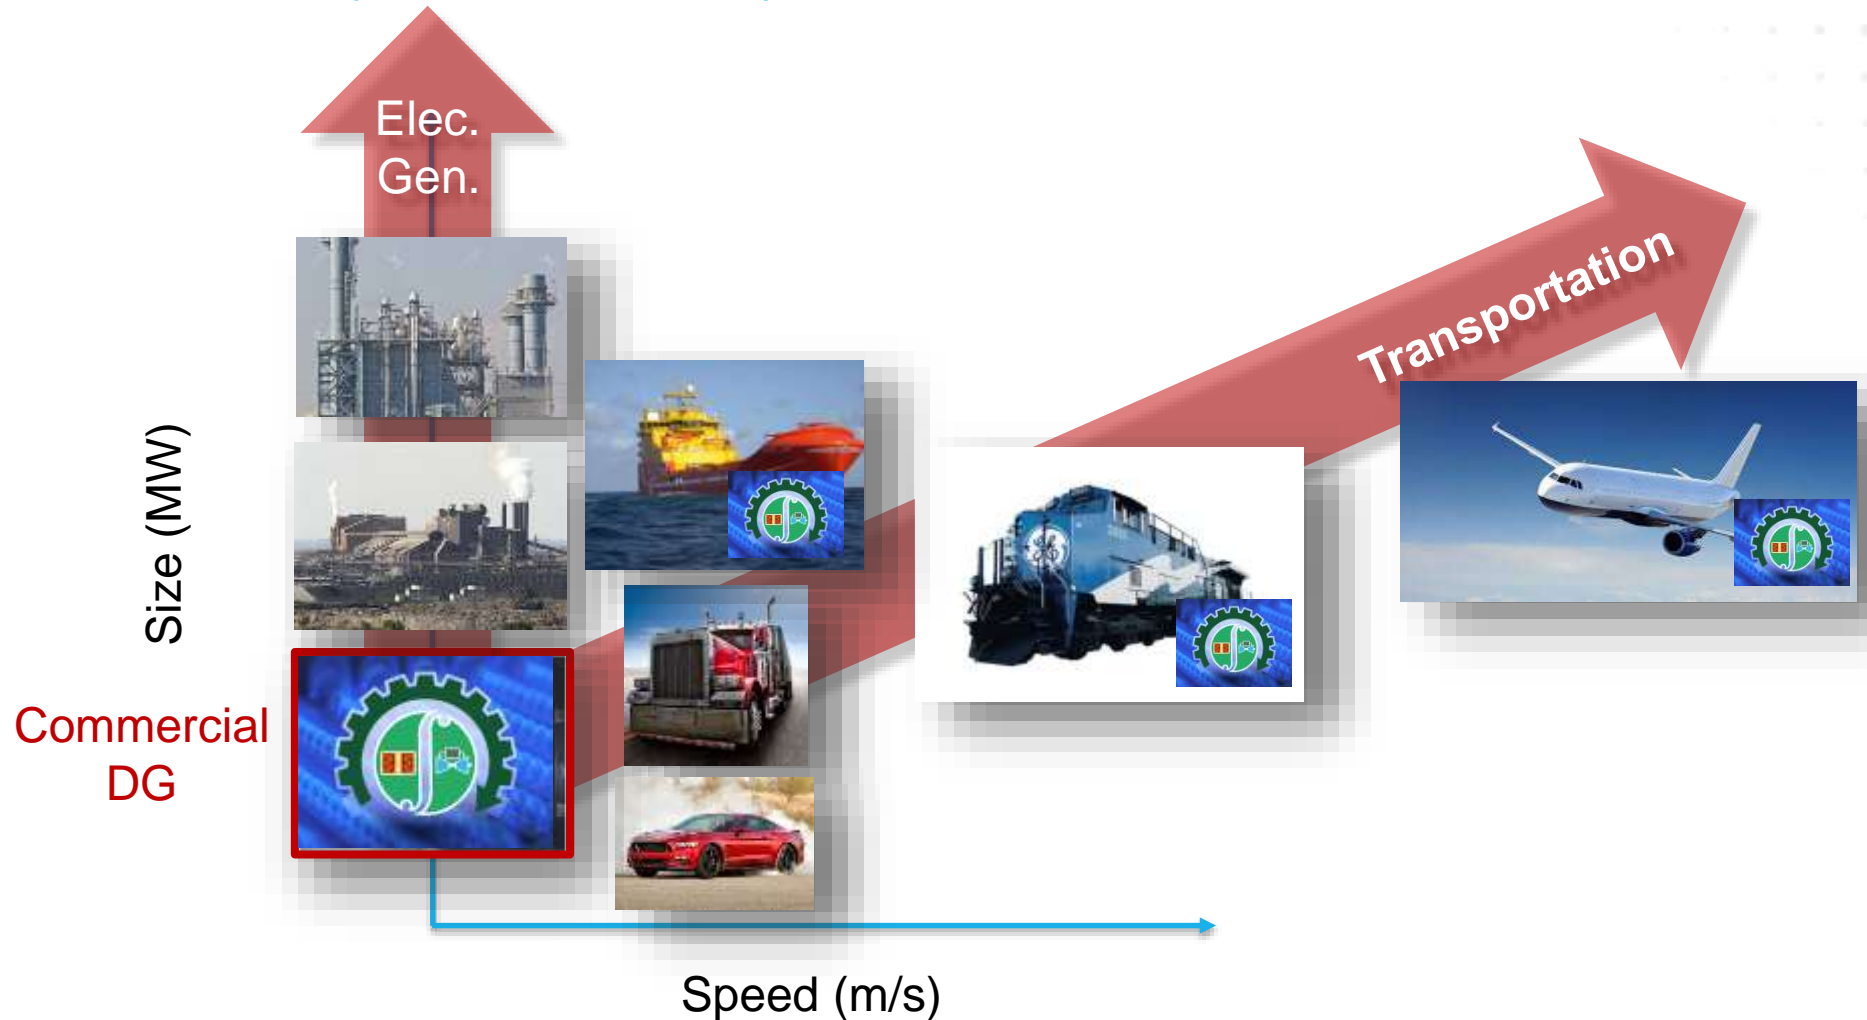 Elec.
Gen.
Transportation
Size (MW)
Commercial
DG
Speed (m/s)